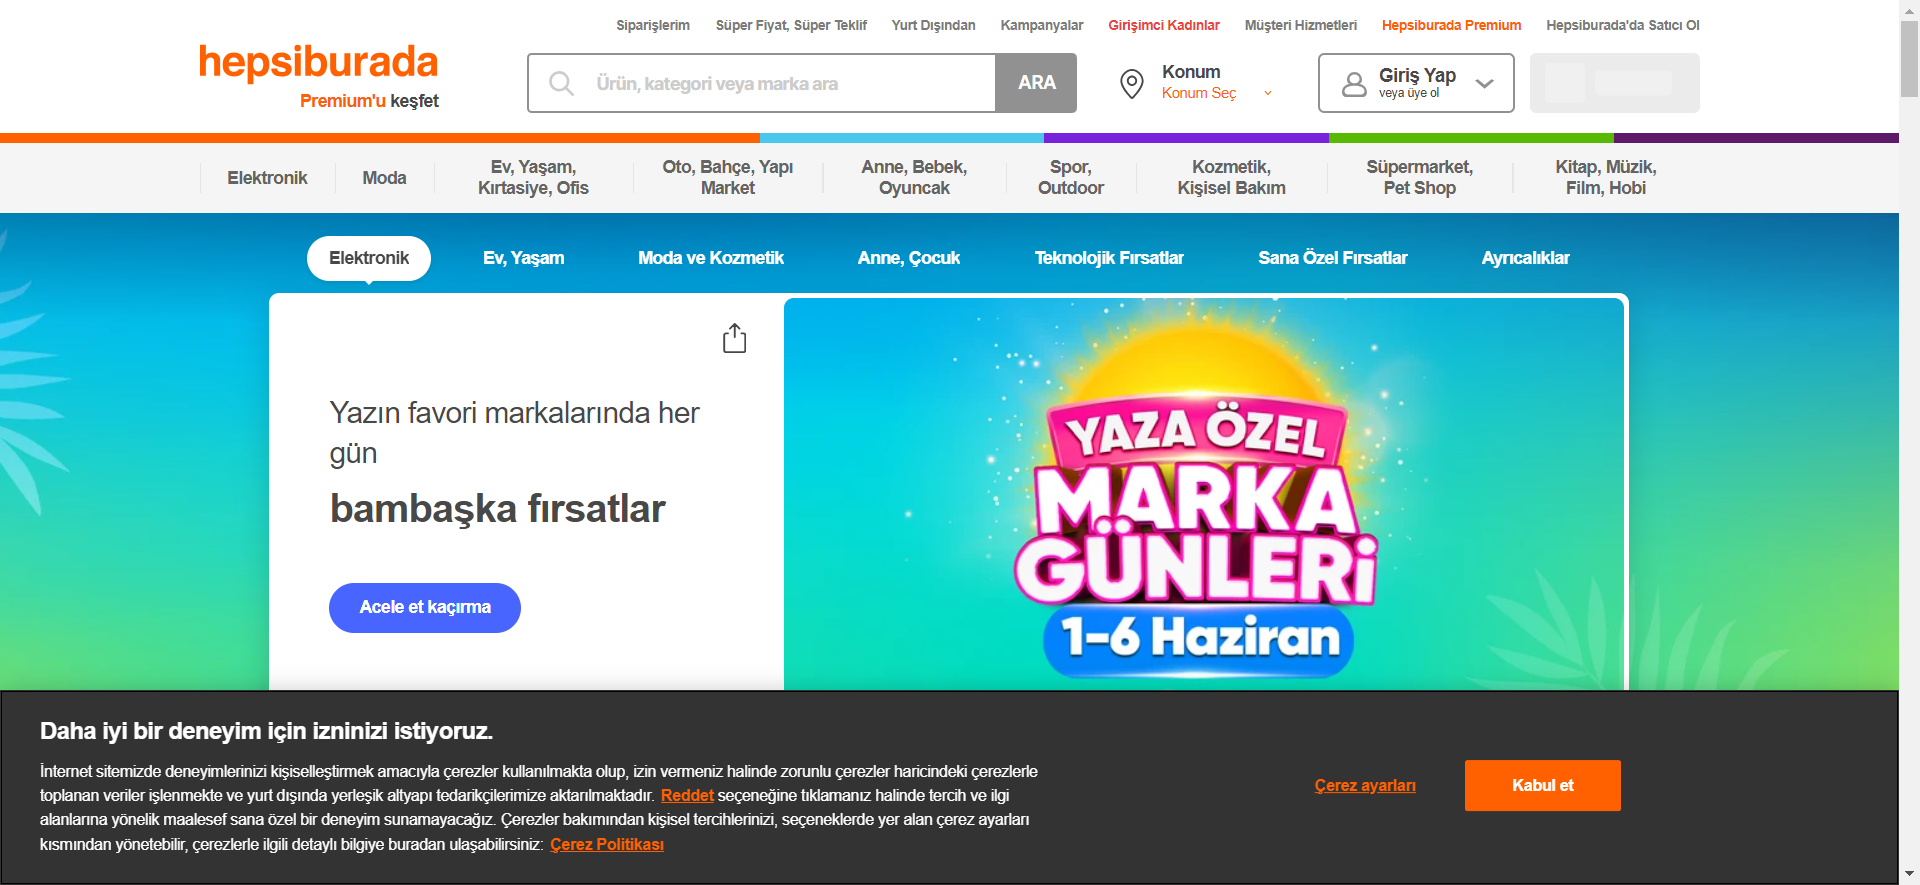 Siparişlerim
Süper Fiyat, Süper Teklif
Yurt Dışından
Kampanyalar
Girişimci Kadınlar
Müşteri Hizmetleri
Hepsiburada Premium
Hepsiburada'da Satıcı Ol
hepsiburada
Premium'u keşfet
Ürün, kategori veya marka ara
ARA
Konum
Konum Seç
Giriş Yap
veya üye ol
Elektronik
Moda
Ev, Yaşam,
Kırtasiye, Ofis
Oto, Bahçe, Yapı
Market
Anne, Bebek,
Oyuncak
Spor,
Outdoor
Kozmetik,
Kişisel Bakım
Süpermarket,
Pet Shop
Kitap, Müzik,
Film, Hobi
Elektronik
Ev, Yaşam
Moda ve Kozmetik
Anne, Çocuk
Teknolojik Fırsatlar
Sana Özel Fırsatlar
Ayrıcalıklar
Yazın favori markalarında her
gün
bambaşka fırsatlar
Acele et kaçırma
YAZA ÖZEL
MARKA
GÜNLERİ
1-6 Haziran
Daha iyi bir deneyim için izninizi istiyoruz.
İnternet sitemizde deneyimlerinizi kişiselleştirmek amacıyla çerezler kullanılmakta olup, izin vermeniz halinde zorunlu çerezler haricindeki çerezlerle
toplanan veriler işlenmekte ve yurt dışında yerleşik altyapı tedarikçilerimize aktarılmaktadır. Reddet seçeneğine tıklamanız halinde tercih ve ilgi
alanlarına yönelik maalesef sana özel bir deneyim sunamayacağız. Çerezler bakımından kişisel tercihlerinizi, seçeneklerde yer alan çerez ayarları
kısmından yönetebilir, çerezlerle ilgili detaylı bilgiye buradan ulaşabilirsiniz: Çerez Politikası
Çerez ayarları
Kabul et